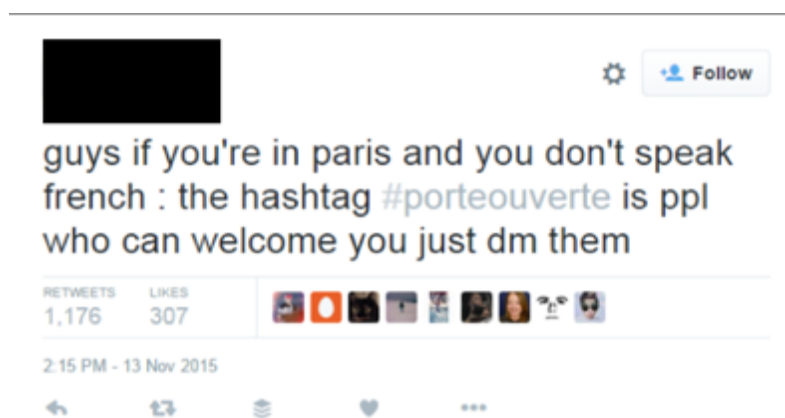 Follow
guys if you're in paris and you don't speak
french : the hashtag #porteouverte is ppl
who can welcome you just dm them
RETWEETS LIKES
1,176 307
2:15 PM - 13 Nov 2015